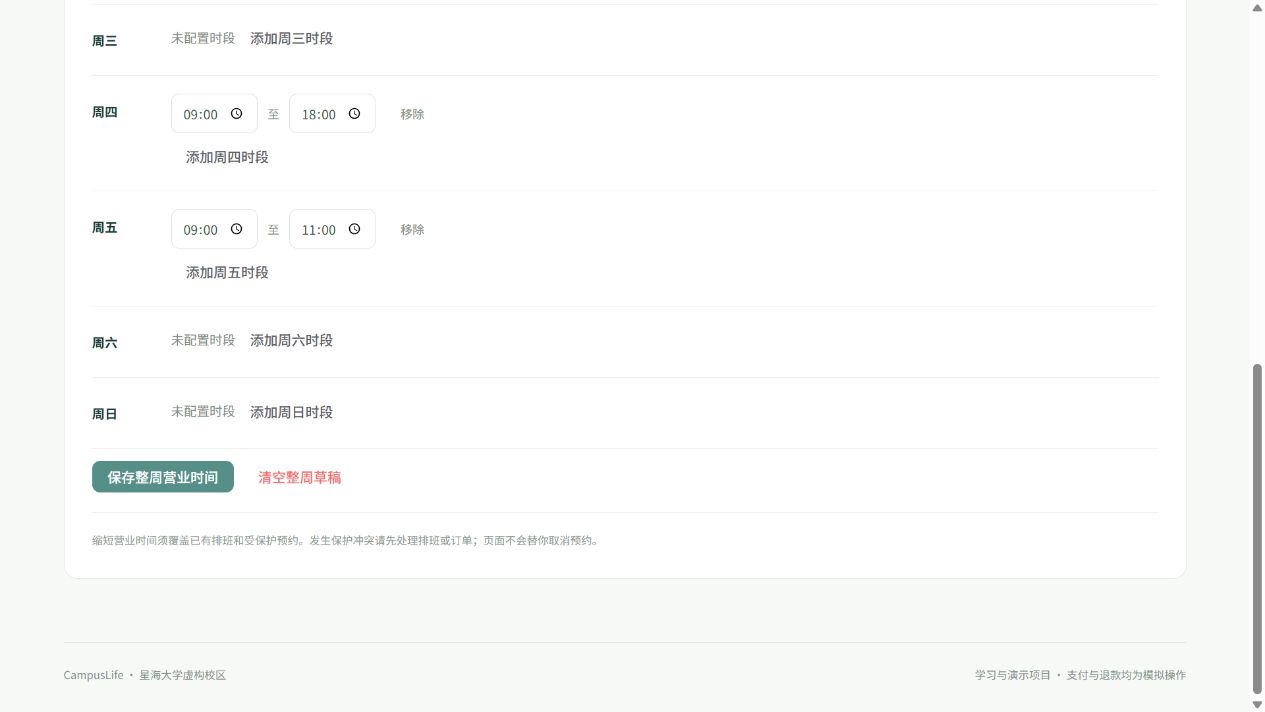 周三 未配置时段 添加周三时段
周四 09:00 至 18:00 移除
添加周四时段
周五 09:00 至 11:00 移除
添加周五时段
周六 未配置时段 添加周六时段
周日 未配置时段 添加周日时段
保存整周营业时间 清空整周草稿
缩短营业时间须覆盖已有排班和受保护预约。发生保护冲突请先处理排班或订单；页面不会替你取消预约。
CampusLife · 星海大学虚构校区 学习与演示项目 · 支付与退款均为模拟操作